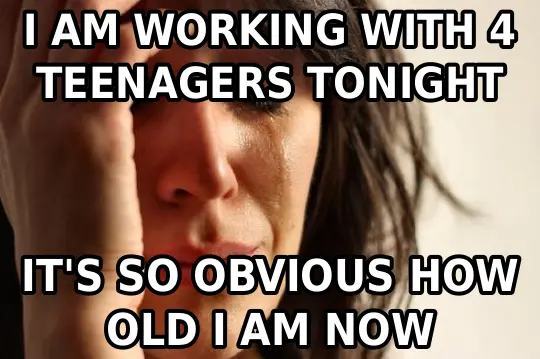 I AM WORKING WITH 4
TEENAGERS TONIGHT
IT'S SO OBVIOUS HOW
OLD I AM NOW